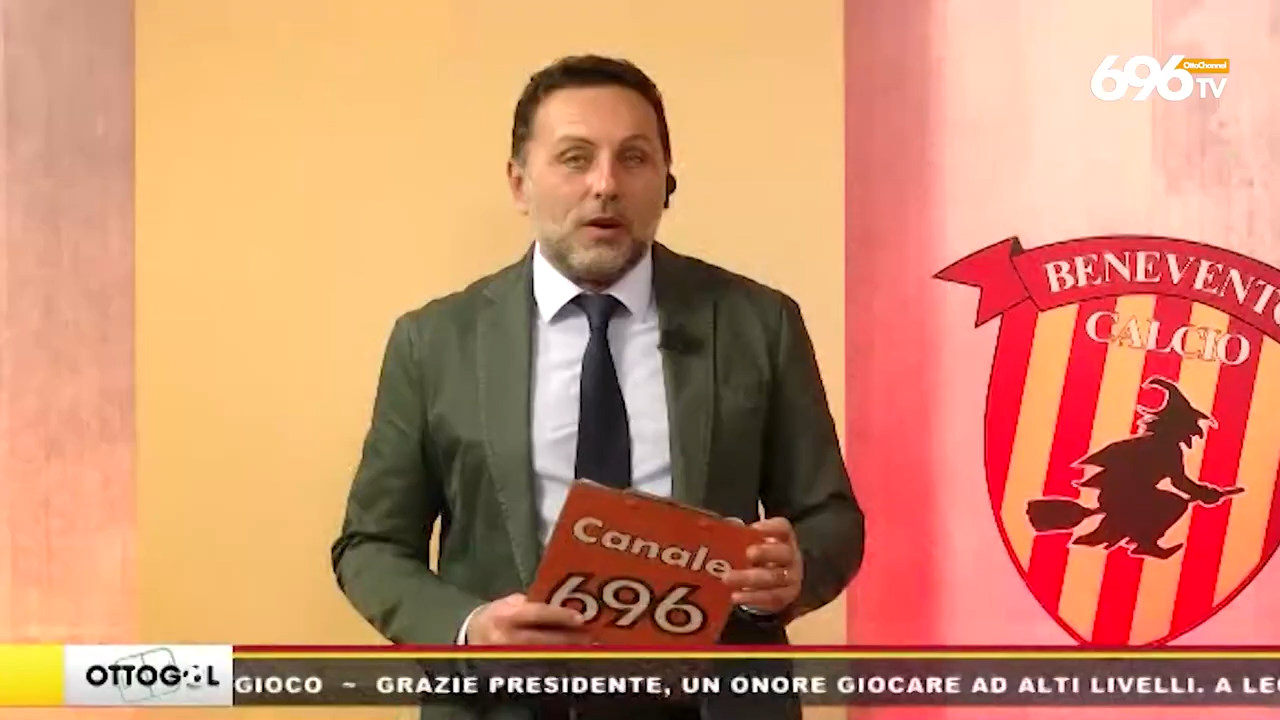 696
OttoChannel
TV
BENEVENTO
CALCIO
Canale
696
OTTOGOL
GIOCO ~ GRAZIE PRESIDENTE, UN ONORE GIOCARE AD ALTI LIVELLI. A LE